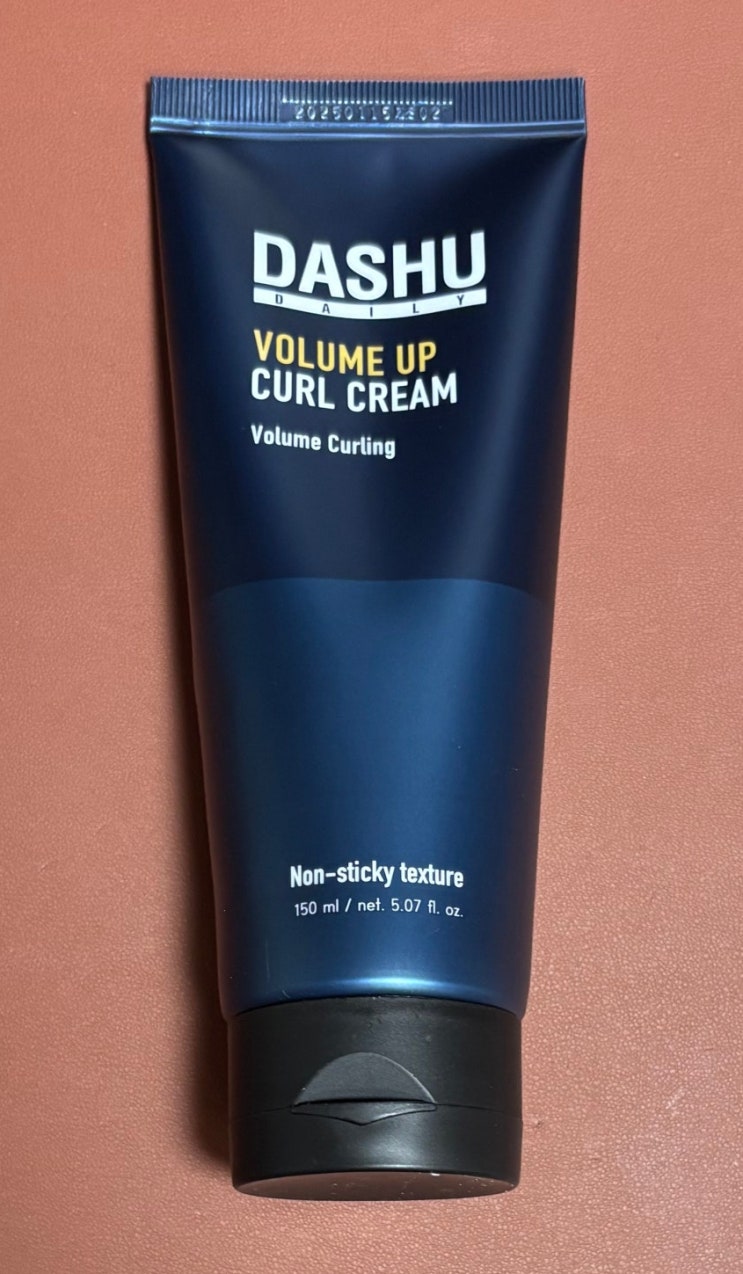 DASHU
DAILY
VOLUME UP
CURL CREAM
Volume Curling
Non-sticky texture
150 ml / net. 5.07 fl. oz.